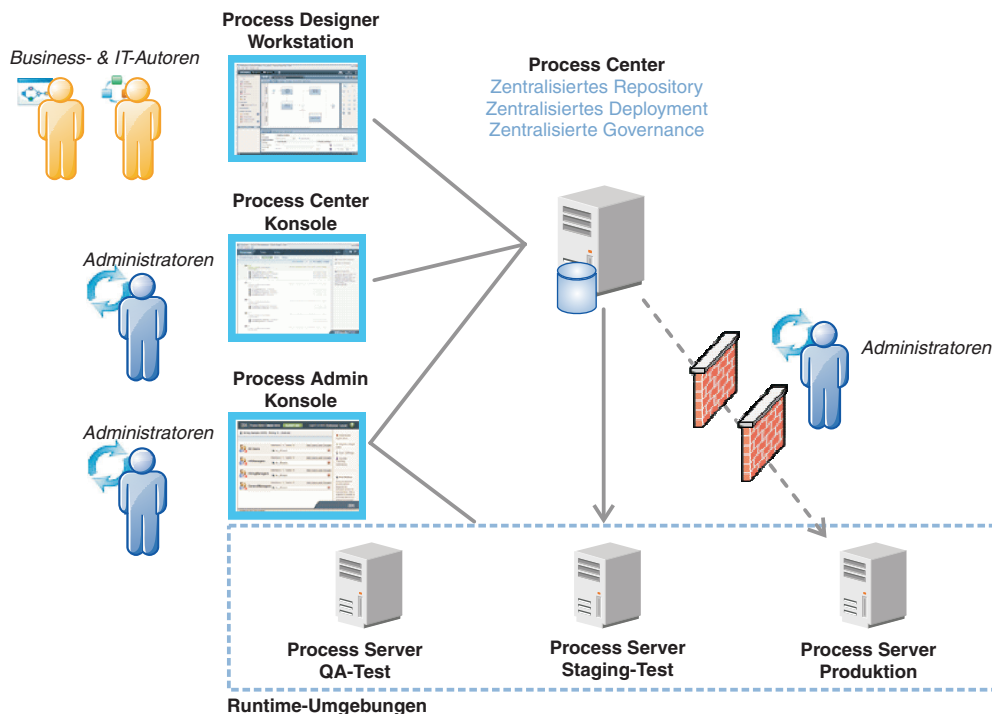 Process Designer
Workstation
Business- & IT-Autoren
Process Center
Zentralisiertes Repository
Zentralisiertes Deployment
Zentralisierte Governance
Process Center
Konsole
Administratoren
Process Admin
Konsole
Administratoren
Administratoren
Process Server
QA-Test
Process Server
Staging-Test
Process Server
Produktion
Runtime-Umgebungen